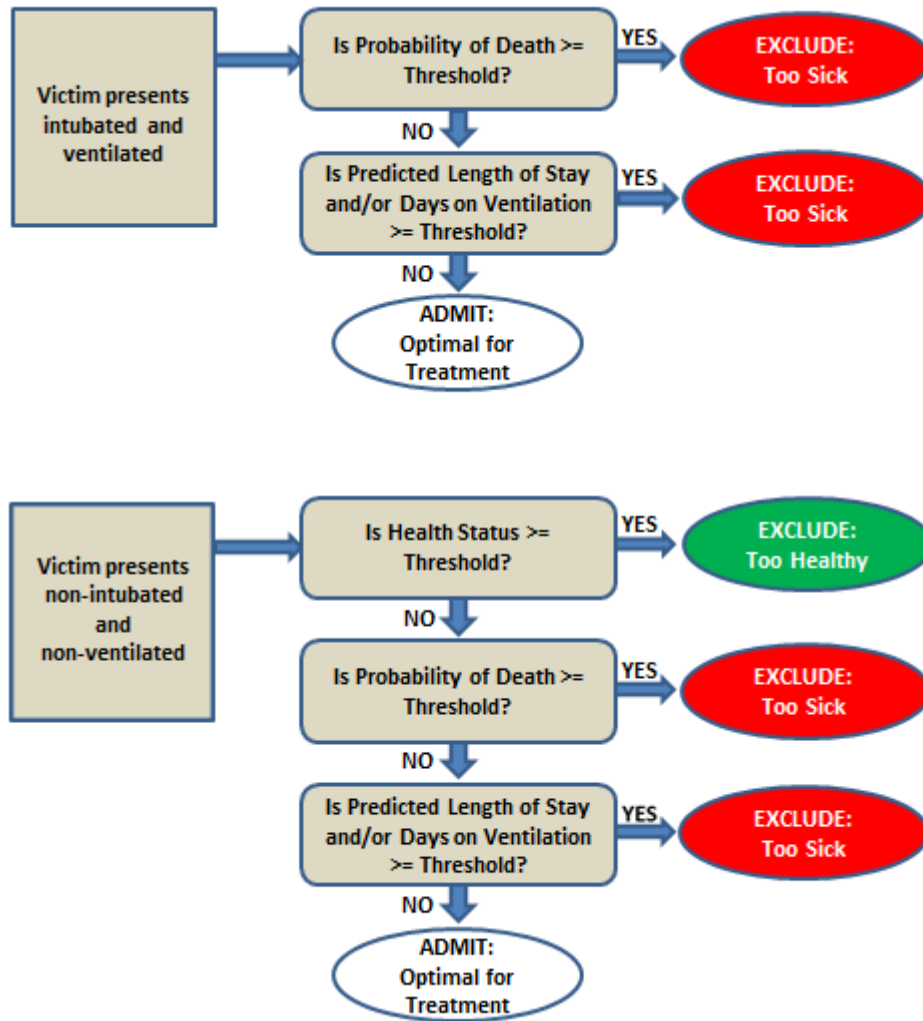 Victim presents
intubated and
ventilated
Is Probability of Death >=
Threshold?
YES
EXCLUDE:
Too Sick
NO
Is Predicted Length of Stay
and/or Days on Ventilation
>= Threshold?
YES
EXCLUDE:
Too Sick
NO
ADMIT:
Optimal for
Treatment
Victim presents
non-intubated
and
non-ventilated
Is Health Status >=
Threshold?
YES
EXCLUDE:
Too Healthy
NO
Is Probability of Death >=
Threshold?
YES
EXCLUDE:
Too Sick
NO
Is Predicted Length of Stay
and/or Days on Ventilation
>= Threshold?
YES
EXCLUDE:
Too Sick
NO
ADMIT:
Optimal for
Treatment